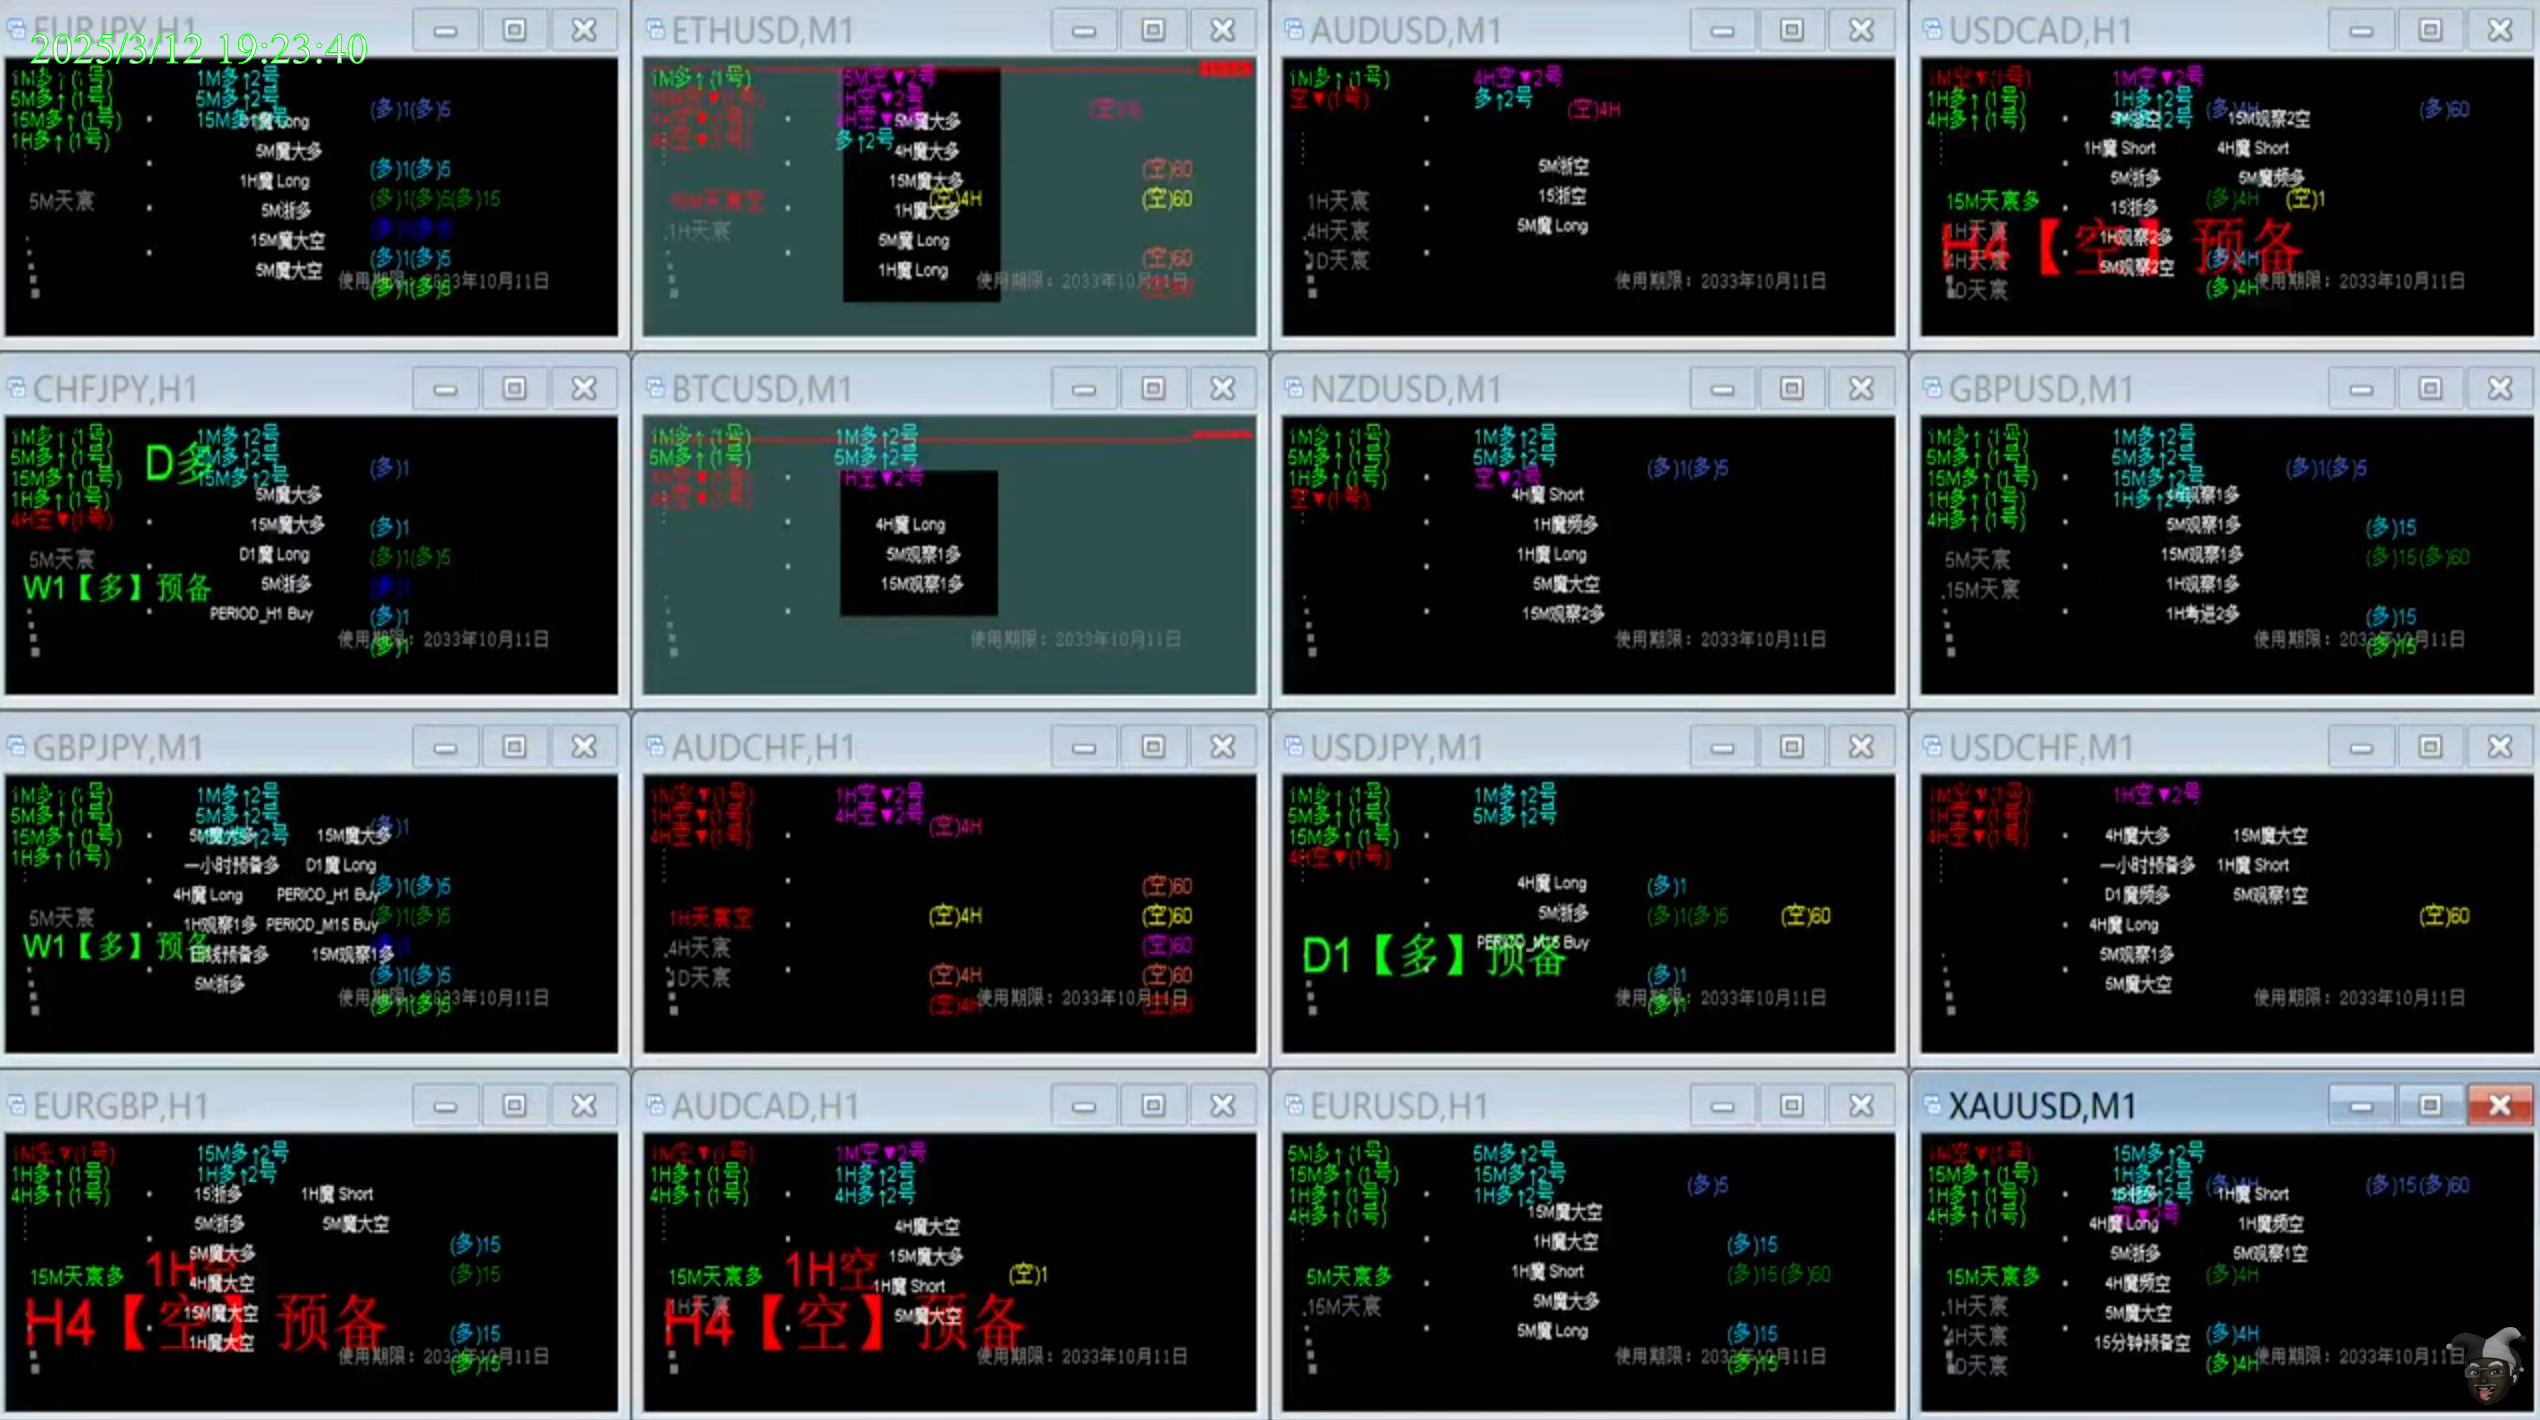 EURJPY,H1
2025/3/12 19:23:40
1M多↑(1号) 1M多↑2号
5M多↑(1号) 5M多↑2号 (多)1(多)5
15M多↑(1号) D1魔 Long
1H多↑(1号)
5M魔大多
1H魔 Long (多)1(多)5
5M天宸 5M浙多 (多)1(多)5(多)15
15M魔大空
5M魔大空 (多)1(多)5
2033年10月11日
(多)1(多)5
ETHUSD,M1
1M多↑(1号) 5M空▼2号
1H空▼2号
4H空▼(1号) 多↑2号
5M魔大多
4H魔大多
15M魔大多 (空)60
(空)4H (空)60
15M天宸空 1H魔大多
1H天宸 5M魔 Long (空)60
1H魔 Long
使用期限：2033年10月11日
AUDUSD,M1
1M多↑(1号) 4H空▼2号
空▼(1号) 多↑2号 (空)4H
5M浙空
1H天宸 15浙空
4H天宸 5M魔 Long
D天宸
使用期限：2033年10月11日
USDCAD,H1
1M空▼(1号) 1M空▼2号
1H多↑(1号) 1H多↑2号 (多)4H (多)60
4H多↑(1号) 15M观察2空
1H魔 Short 4H魔 Short
5M浙多 5M魔频多
15M天宸多 15浙多 (多)4H (空)1
H4【空】预备
1H天宸 1H观察2多
4H天宸 5M观察2空 (多)4H
D天宸 (多)4H 使用期限：2033年10月11日
CHFJPY,H1
1M多↑(1号) 1M多↑2号
5M多↑(1号) D多 5M多↑2号 (多)1
15M多↑(1号) 15M多↑2号
1H多↑(1号) 5M魔大多
4H空▼(1号) 15M魔大多 (多)1
5M天宸 D1魔 Long (多)1(多)5
W1【多】预备 5M浙多
PERIOD_H1 Buy (多)1
2033年10月11日
BTCUSD,M1
1M多↑(1号) 1M多↑2号
5M多↑(1号) 5M多↑2号
1H空▼(1号) 1H空▼2号
4H空▼(1号)
4H魔 Long
5M观察1多
15M观察1多
使用期限：2033年10月11日
NZDUSD,M1
1M多↑(1号) 1M多↑2号
5M多↑(1号) 5M多↑2号 (多)1(多)5
1H多↑(1号) 空▼2号
空▼(1号) 4H魔 Short
1H魔频多
1H魔 Long
5M魔大空
15M观察2多
使用期限：2033年10月11日
GBPUSD,M1
1M多↑(1号) 1M多↑2号
5M多↑(1号) 5M多↑2号 (多)1(多)5
15M多↑(1号) 15M多↑2号
1H多↑(1号) 1H多↑2号 4H观察1多
4H多↑(1号) 5M观察1多 (多)15
5M天宸 15M观察1多 (多)15(多)60
15M天宸 1H观察1多
1H考进2多 (多)15
使用期限：2033年10月11日
(多)15
GBPJPY,M1
1M多↑(1号) 1M多↑2号
5M多↑(1号) 5M多↑2号 (多)1
15M多↑(1号) 5M魔大多 15M魔大多
1H多↑(1号) 一小时预备多 D1魔 Long
4H魔 Long PERIOD_H1 Buy (多)1(多)5
5M天宸 1H观察1多 PERIOD_M15 Buy (多)1(多)5
W1【多】预备 日线预备多 15M观察1多
5M浙多 (多)1(多)5
2033年10月11日
(多)1(多)5
AUDCHF,H1
1M空▼(1号) 1H空▼2号
1H空▼(1号) 4H空▼2号
4H空▼(1号) (空)4H
(空)60
1H天宸空 (空)4H (空)60
4H天宸 (空)60
D天宸 (空)4H (空)60
(空)4H 使用期限：2033年10月11日 (空)60
USDJPY,M1
1M多↑(1号) 1M多↑2号
5M多↑(1号) 5M多↑2号
15M多↑(1号)
4H空▼(1号)
4H魔 Long (多)1
5M浙多 (多)1(多)5 (空)60
D1【多】预备 PERIOD_M15 Buy
(多)1
使用期限：2033年10月11日
(多)1
USDCHF,M1
1M空▼(1号) 1H空▼2号
1H空▼(1号)
4H空▼(1号) 4H魔大多 15M魔大空
一小时预备多 1H魔 Short
D1魔频多 5M观察1空
4H魔 Long (空)60
5M观察1多
5M魔大空
使用期限：2033年10月11日
EURGBP,H1
1M空▼(1号) 15M多↑2号
1H多↑(1号) 1H多↑2号
4H多↑(1号) 15浙多 1H魔 Short
5M浙多 5M魔大空
5M魔大多 (多)15
15M天宸多 1H空 4H魔大空 (多)15
H4【空】预备 15M魔大空
1H魔大空 (多)15
2033年10月11日
(多)15
AUDCAD,H1
1M空▼(1号) 1M空▼2号
1H多↑(1号) 1H多↑2号
4H多↑(1号) 4H多↑2号
4H魔大空
15M魔大多
15M天宸多 1H空 1H魔 Short (空)1
1H天宸 5M魔大空
H4【空】预备
使用期限：2033年10月11日
EURUSD,H1
5M多↑(1号) 5M多↑2号
15M多↑(1号) 15M多↑2号 (多)5
1H多↑(1号) 1H多↑2号
4H多↑(1号) 15M魔大空
1H魔大空 (多)15
5M天宸多 1H魔 Short (多)15(多)60
15M天宸 5M魔大多
5M魔 Long (多)15
使用期限：2033年10月11日
(多)15
XAUUSD,M1
1M空▼(1号) 15M多↑2号
15M多↑(1号) 1H多↑2号 (多)4H (多)15(多)60
1H多↑(1号) 15浙多 1H魔 Short
4H多↑(1号) 4H魔 Long 1H魔频空
5M浙多 5M观察1空
15M天宸多 4H魔频空 (多)4H
1H天宸 5M魔大空
4H天宸 15分钟预备空 (多)4H
D天宸 (多)4H 使用期限：2033年10月11日